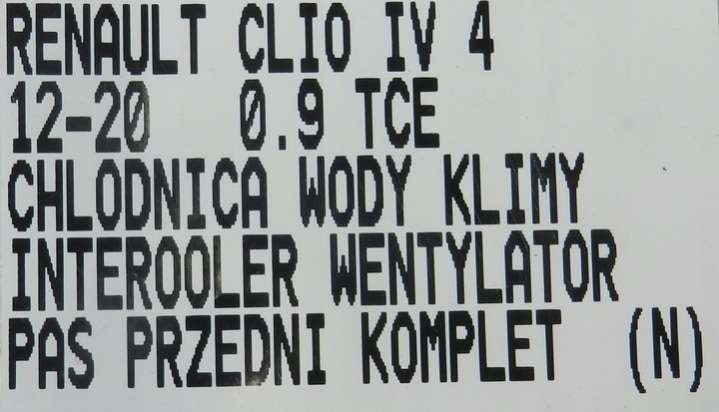 RENAULT CLIO IV 4
12-20 0.9 TCE
CHLODNICA WODY KLIMY
INTEROOLER WENTYLATOR
PAS PRZEDNI KOMPLET (N)